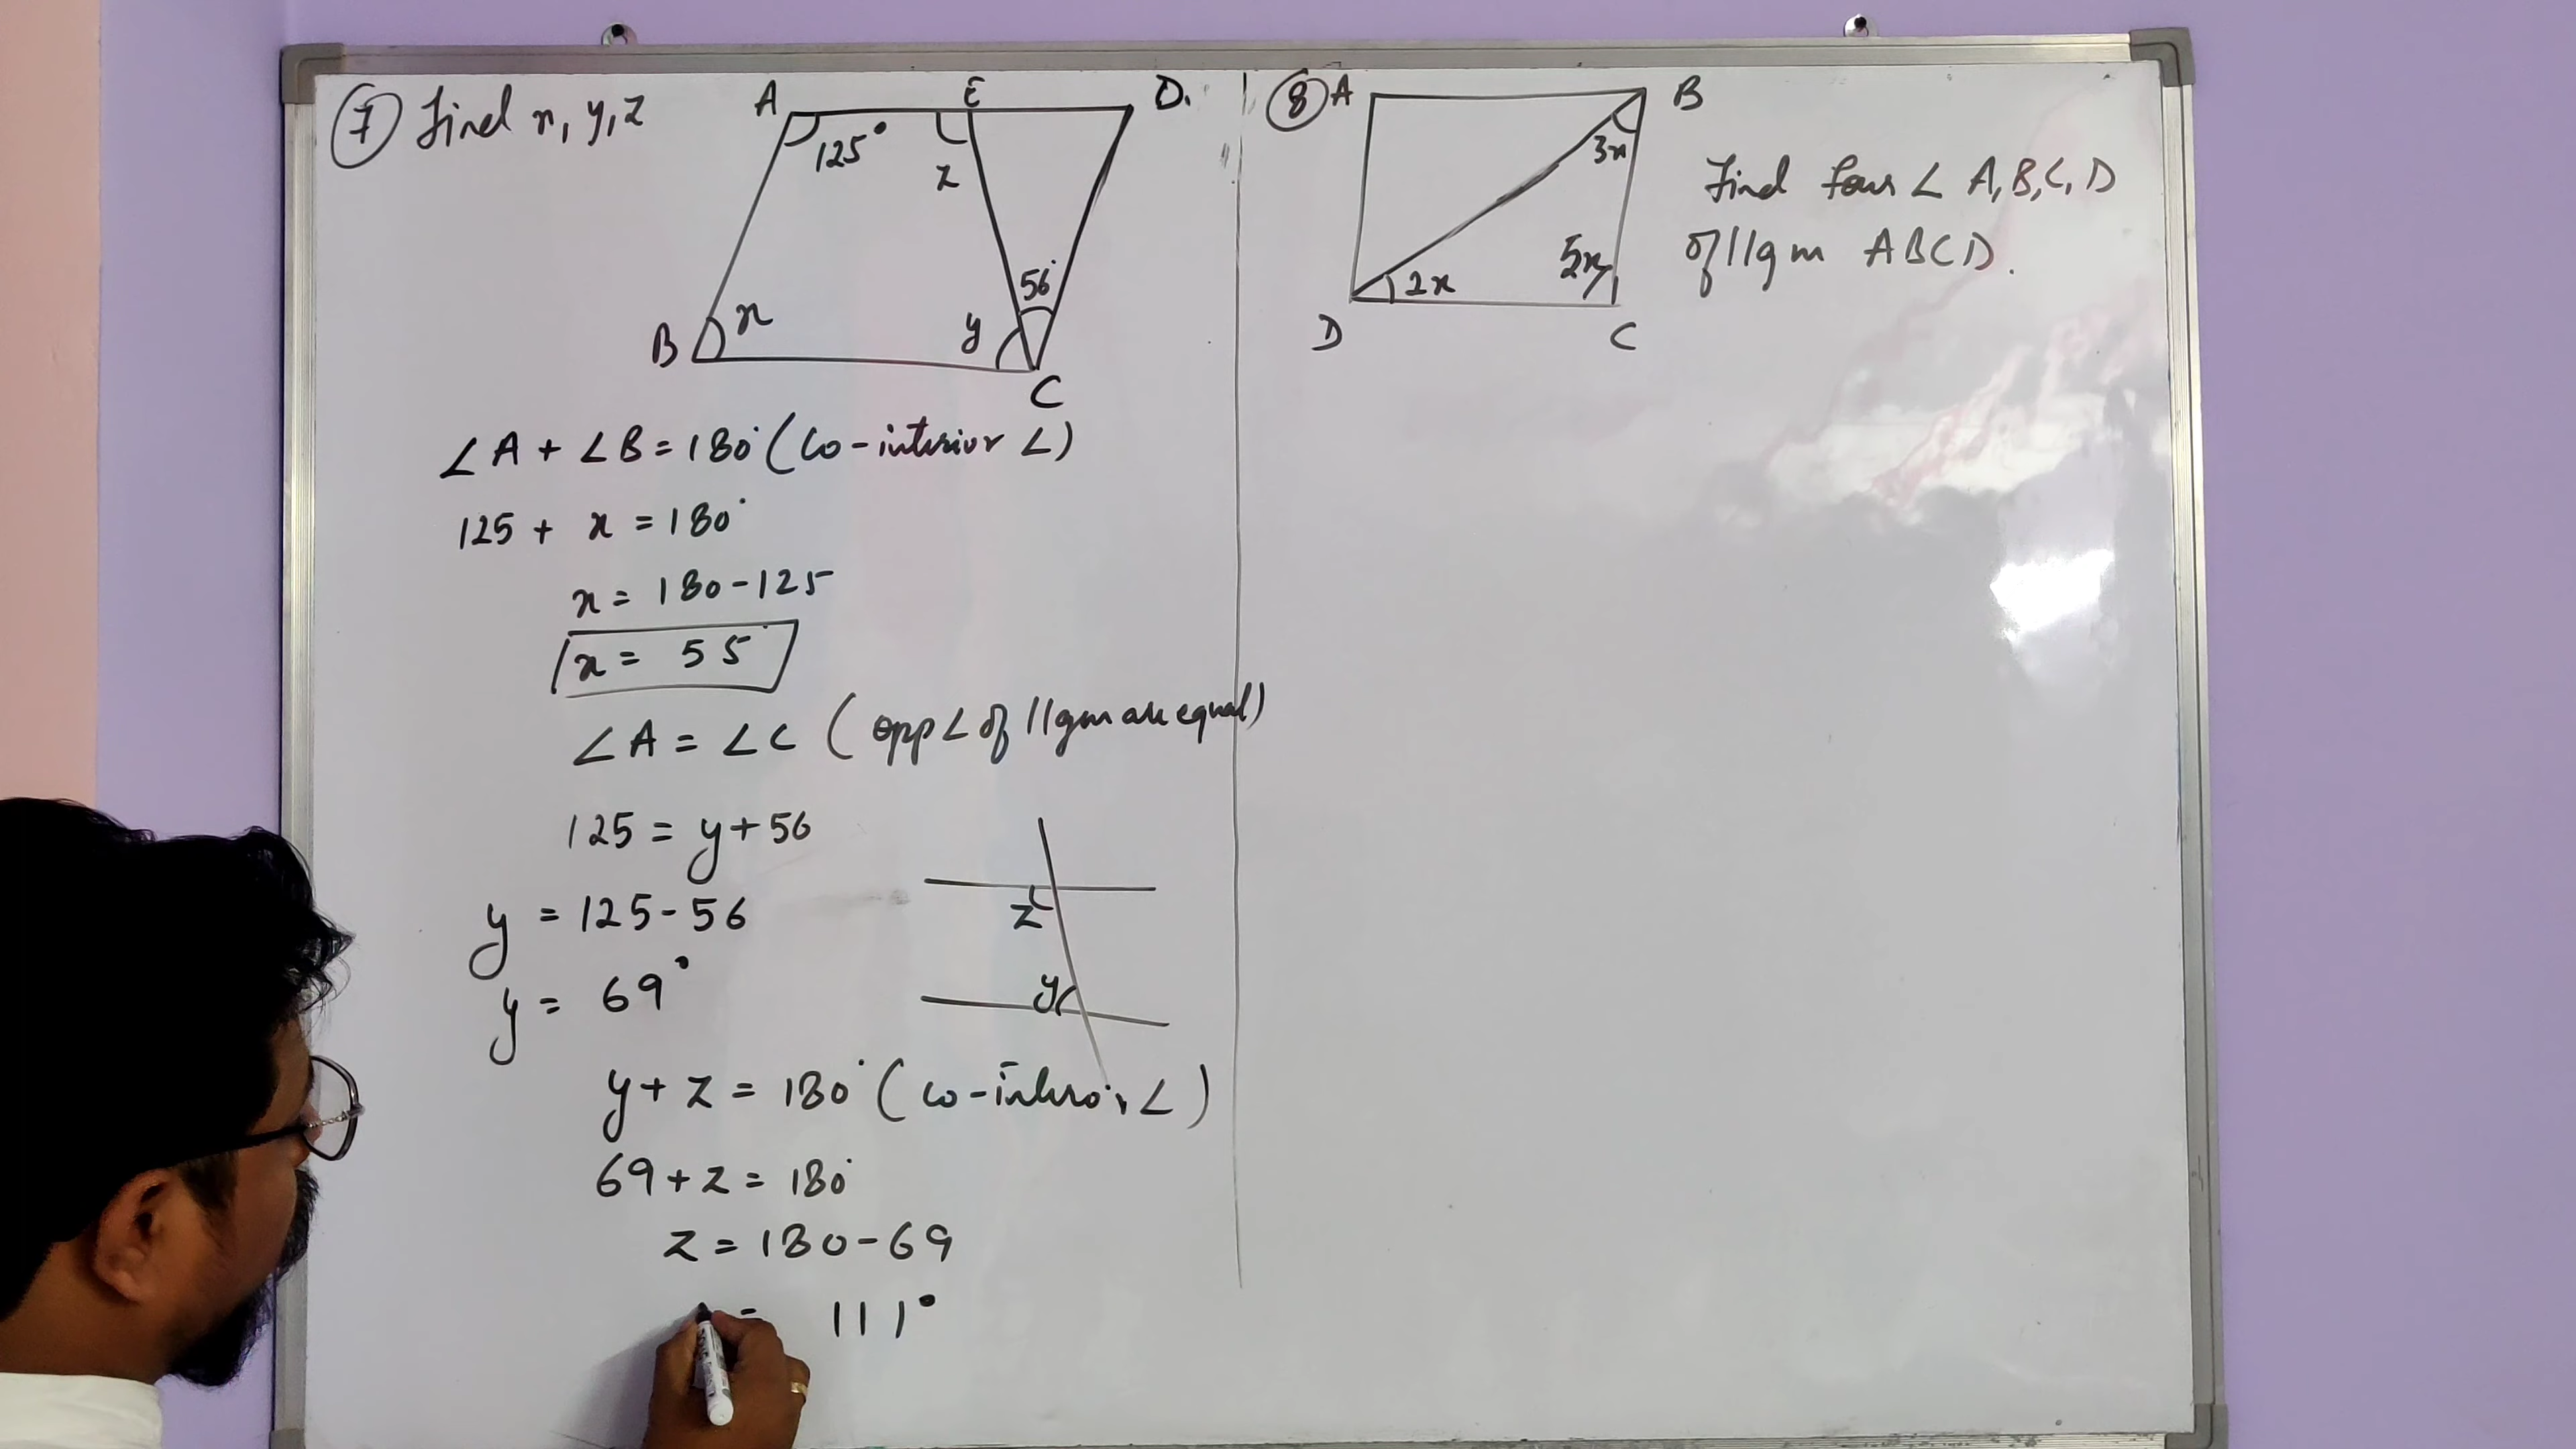 7 Find x, y, z
A E D.
125°
z
56°
x
y
B
C
∠A + ∠B = 180° (Co-interior ∠)
125 + x = 180°
x = 180 - 125
x = 55°
∠A = ∠C (opp ∠ of ||gm are equal)
125 = y + 56
y = 125 - 56
y = 69°
z
y
y + z = 180° (Co-interior ∠)
69 + z = 180°
z = 180 - 69
= 111°
8 A B
3x
Find four ∠ A, B, C, D
of ||gm ABCD.
5x
2x
D C